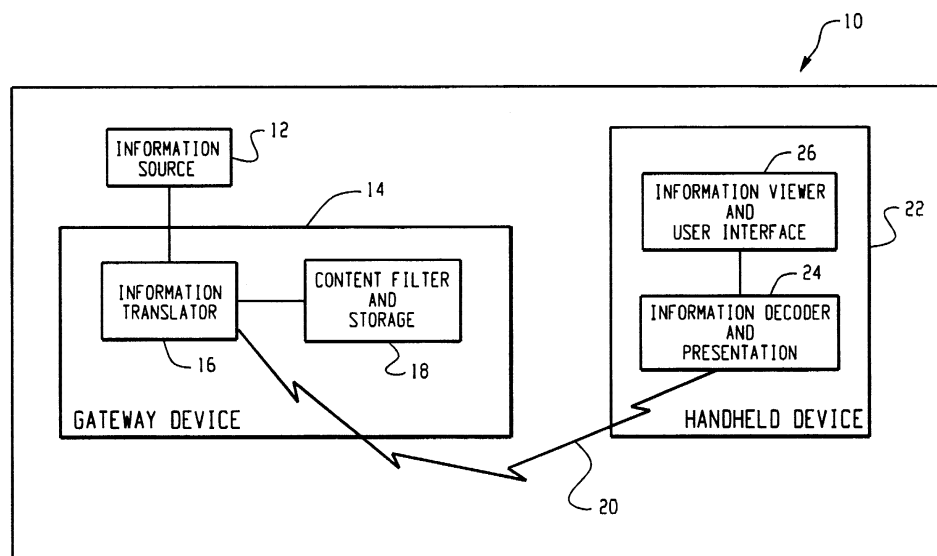 10
INFORMATION
SOURCE
12
14
INFORMATION
TRANSLATOR
16
CONTENT FILTER
AND
STORAGE
18
GATEWAY DEVICE
20
26
INFORMATION VIEWER
AND
USER INTERFACE
22
24
INFORMATION DECODER
AND
PRESENTATION
HANDHELD DEVICE